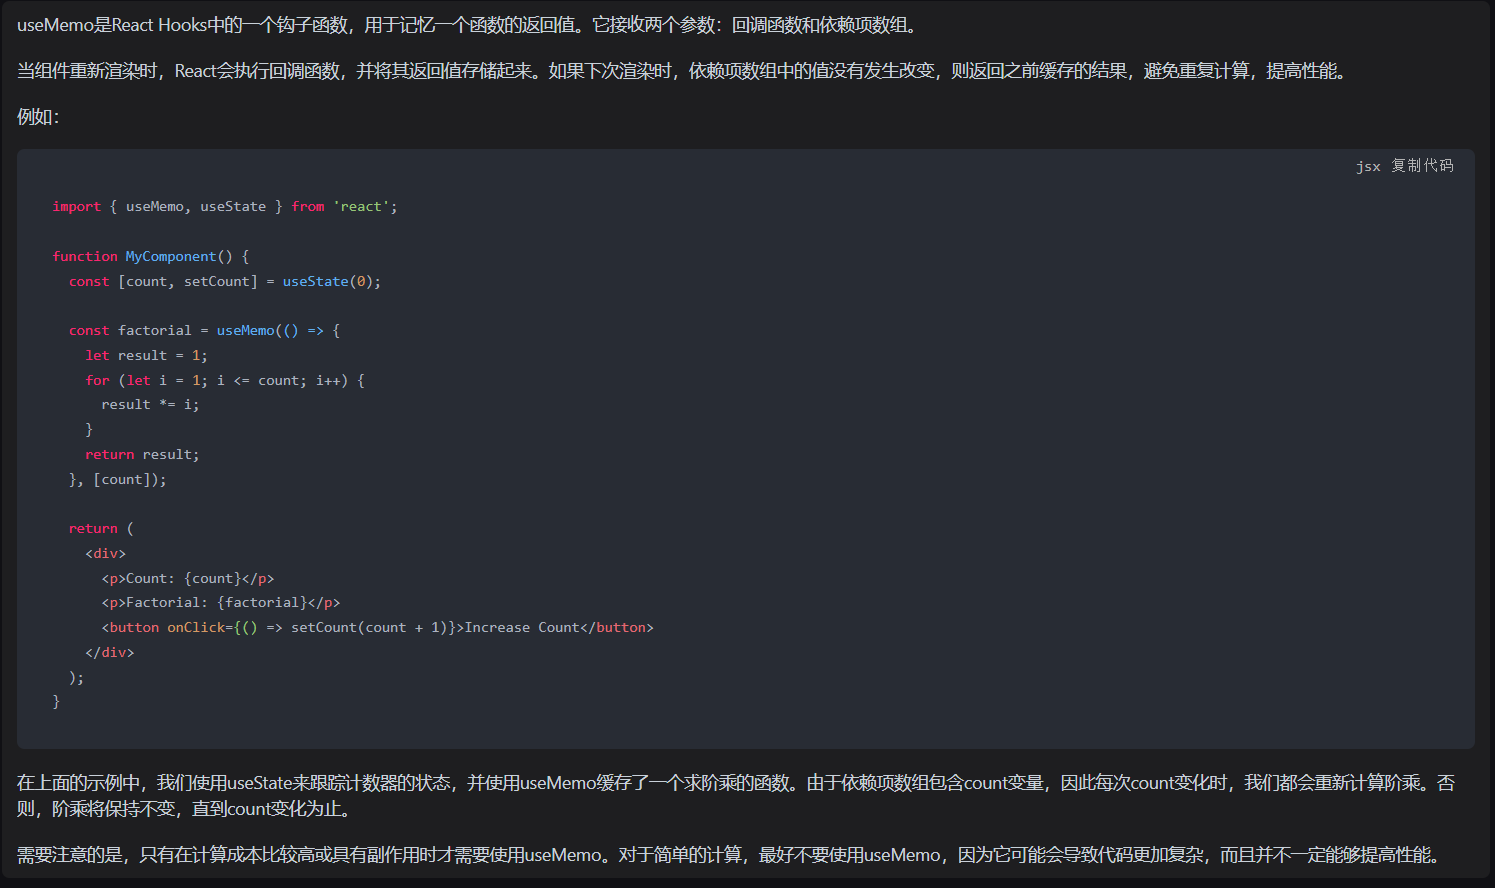 useMemo是React Hooks中的一个钩子函数，用于记忆一个函数的返回值。它接收两个参数：回调函数和依赖项数组。
当组件重新渲染时，React会执行回调函数，并将其返回值存储起来。如果下次渲染时，依赖项数组中的值没有发生改变，则返回之前缓存的结果，避免重复计算，提高性能。
例如：
jsx 复制代码
import { useMemo, useState } from 'react';
function MyComponent() {
  const [count, setCount] = useState(0);
  const factorial = useMemo(() => {
    let result = 1;
    for (let i = 1; i <= count; i++) {
      result *= i;
    }
    return result;
  }, [count]);
  return (
    <div>
      <p>Count: {count}</p>
      <p>Factorial: {factorial}</p>
      <button onClick={() => setCount(count + 1)}>Increase Count</button>
    </div>
  );
}
在上面的示例中，我们使用useState来跟踪计数器的状态，并使用useMemo缓存了一个求阶乘的函数。由于依赖项数组包含count变量，因此每次count变化时，我们都会重新计算阶乘。否
则，阶乘将保持不变，直到count变化为止。
需要注意的是，只有在计算成本比较高或具有副作用时才需要使用useMemo。对于简单的计算，最好不要使用useMemo，因为它可能会导致代码更加复杂，而且并不一定能够提高性能。